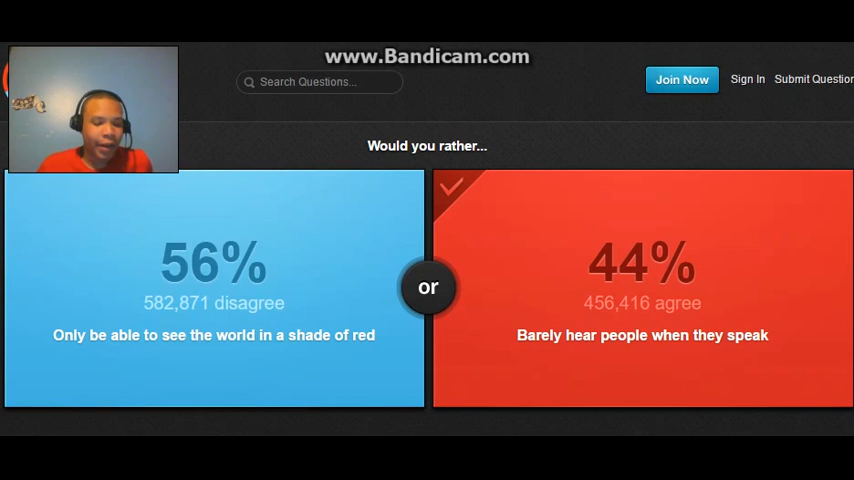 www.Bandicam.com
Search Questions...
Join Now
Sign In
Submit Question
Would you rather...
56%
582,871 disagree
Only be able to see the world in a shade of red
or
44%
456,416 agree
Barely hear people when they speak